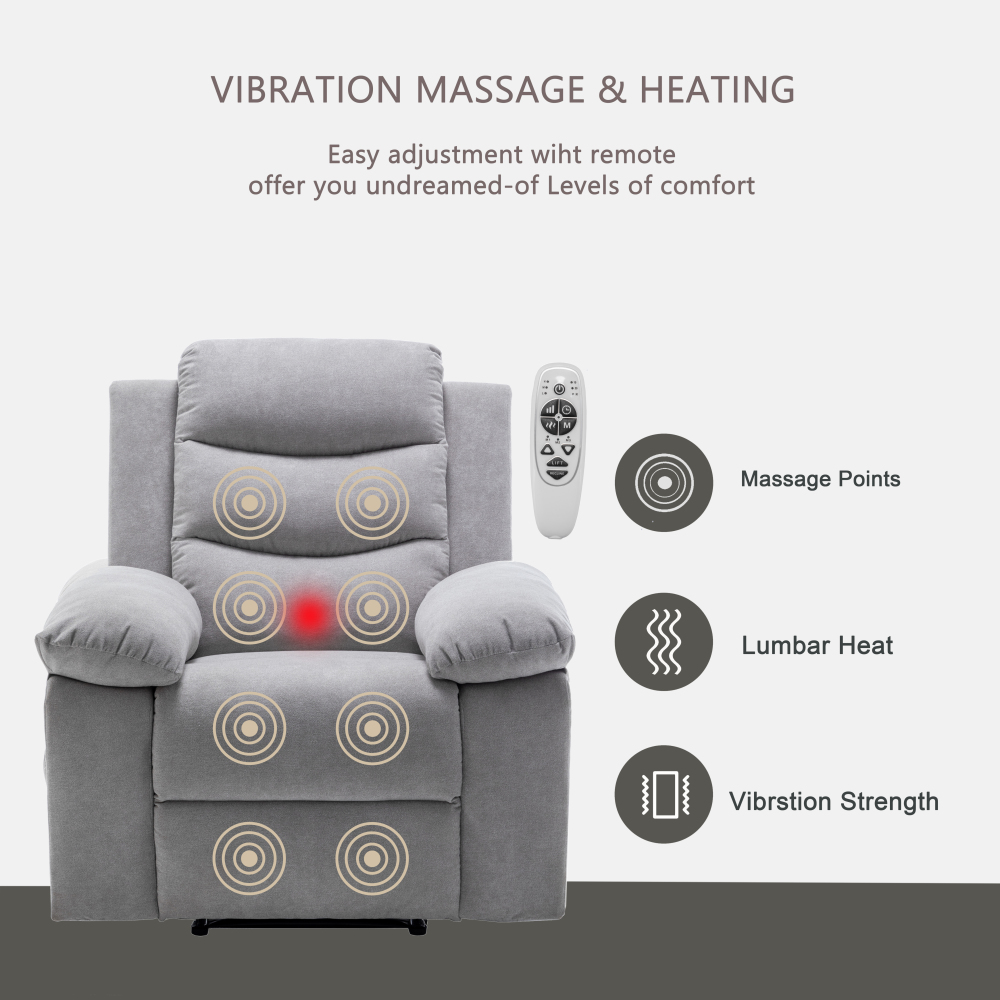 VIBRATION MASSAGE & HEATING
Easy adjustment wiht remote
offer you undreamed-of Levels of comfort
M
LIFT
Massage Points
Lumbar Heat
Vibrstion Strength